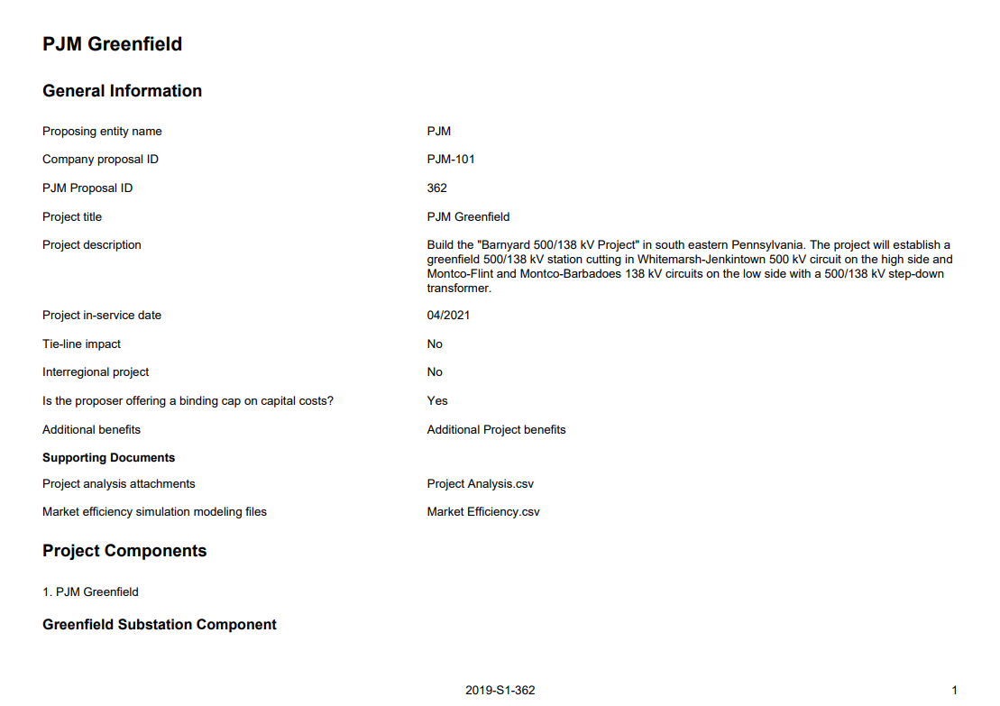 PJM Greenfield
General Information
Proposing entity name PJM
Company proposal ID PJM-101
PJM Proposal ID 362
Project title PJM Greenfield
Project description Build the "Barnyard 500/138 kV Project" in south eastern Pennsylvania. The project will establish a
greenfield 500/138 kV station cutting in Whitemarsh-Jenkintown 500 kV circuit on the high side and
Montco-Flint and Montco-Barbadoes 138 kV circuits on the low side with a 500/138 kV step-down
transformer.
Project in-service date 04/2021
Tie-line impact No
Interregional project No
Is the proposer offering a binding cap on capital costs? Yes
Additional benefits Additional Project benefits
Supporting Documents
Project analysis attachments Project Analysis.csv
Market efficiency simulation modeling files Market Efficiency.csv
Project Components
1. PJM Greenfield
Greenfield Substation Component
2019-S1-362 1